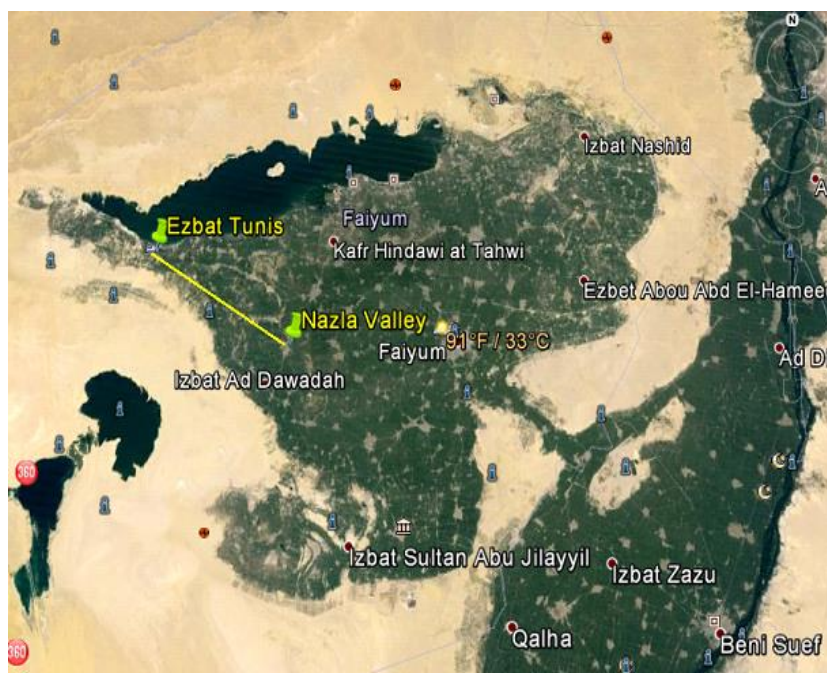 N
Izbat Nashid
A
Ezbat Tunis
Faiyum
Kafr Hindawi at Tahwi
Ezbet Abou Abd El-Hamee
Nazla Valley
91°F / 33°C
Faiyum
Ad D
Izbat Ad Dawadah
360
Izbat Sultan Abu Jilayyil
Izbat Zazu
Qalha
Beni Suef
360